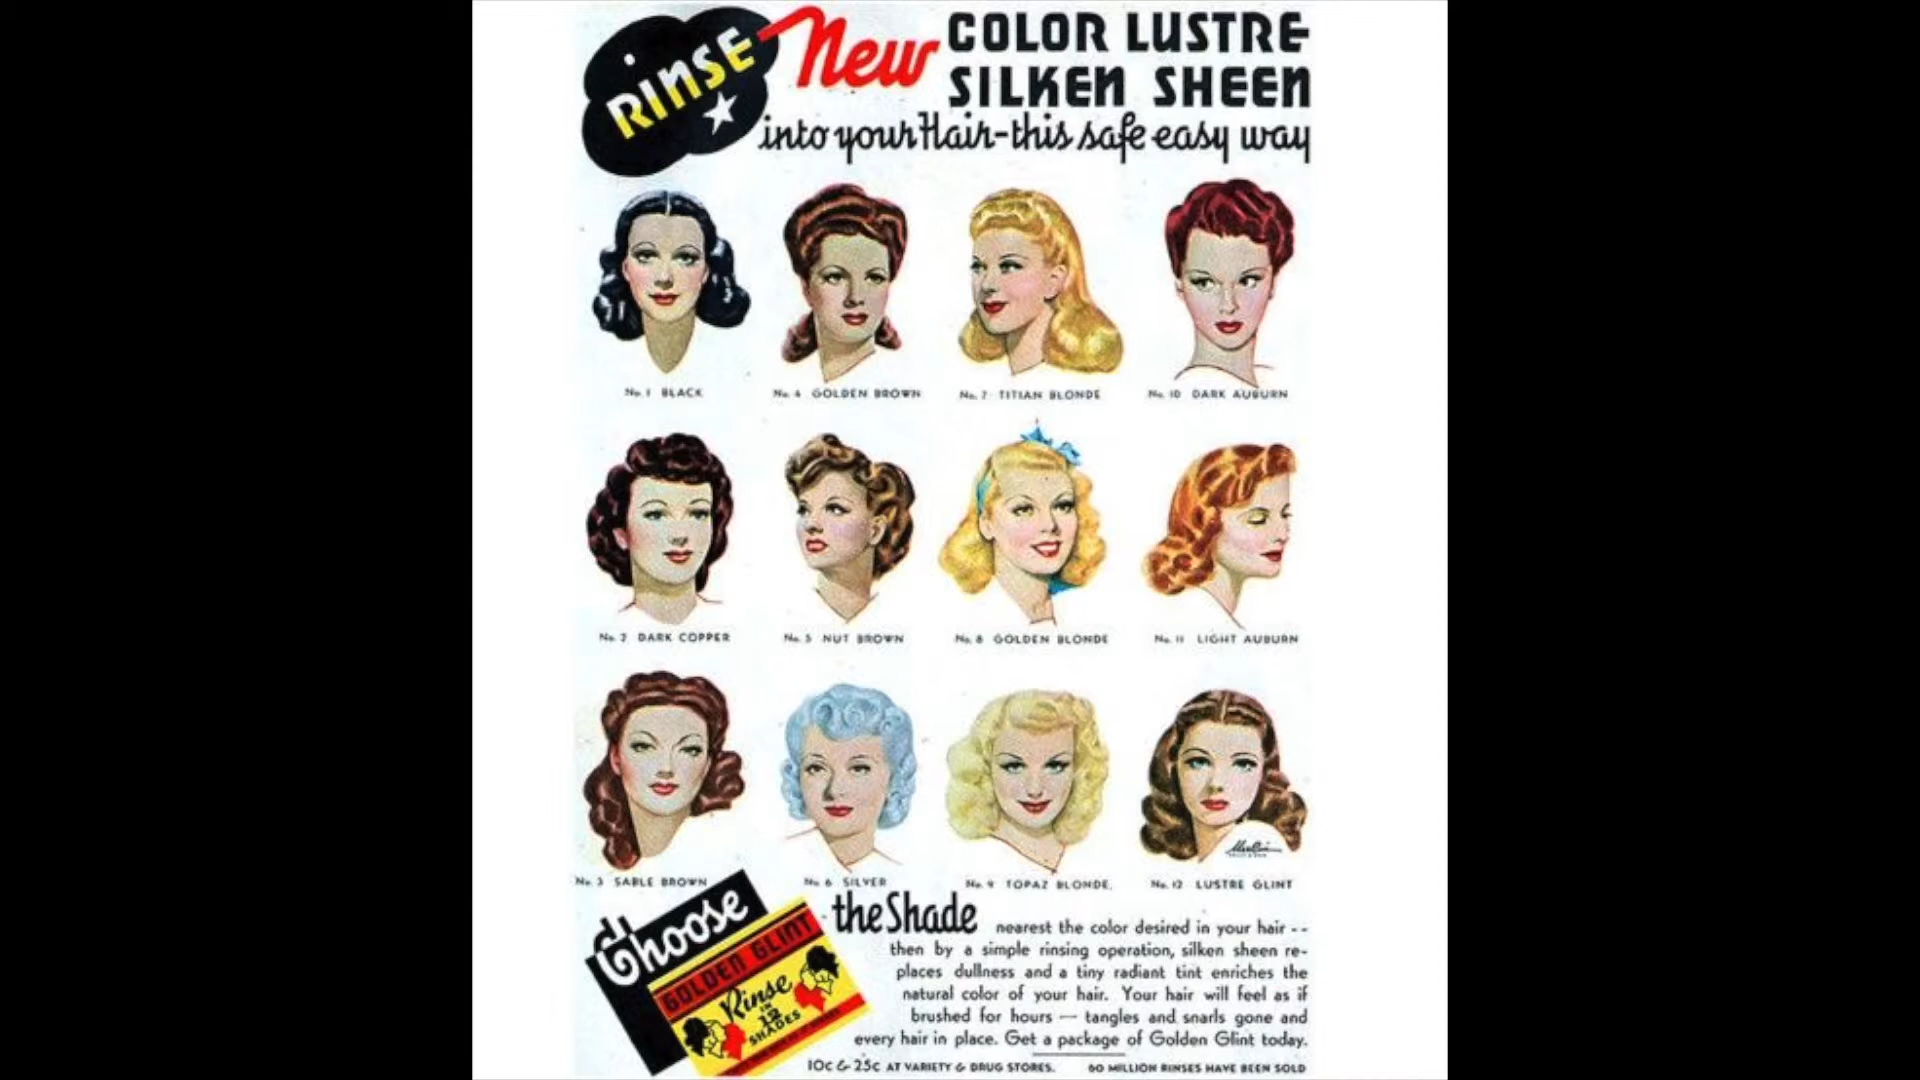 RINSE New COLOR LUSTRE
SILKEN SHEEN
into your Hair-this safe easy way
No. 1 BLACK
No. 4 GOLDEN BROWN
No. 7 TITIAN BLONDE
No. 10 DARK AUBURN
No. 2 DARK COPPER
No. 5 NUT BROWN
No. 8 GOLDEN BLONDE
No. 11 LIGHT AUBURN
No. 3 SABLE BROWN
No. 6 SILVER
No. 9 TOPAZ BLONDE.
No. 12 LUSTRE GLINT
Choose the Shade nearest the color desired in your hair --
then by a simple rinsing operation, silken sheen re-
places dullness and a tiny radiant tint enriches the
natural color of your hair. Your hair will feel as if
brushed for hours — tangles and snarls gone and
every hair in place. Get a package of Golden Glint today.
10c & 25c AT VARIETY & DRUG STORES. 60 MILLION RINSES HAVE BEEN SOLD
GOLDEN GLINT
Rinse
IN
12
SHADES